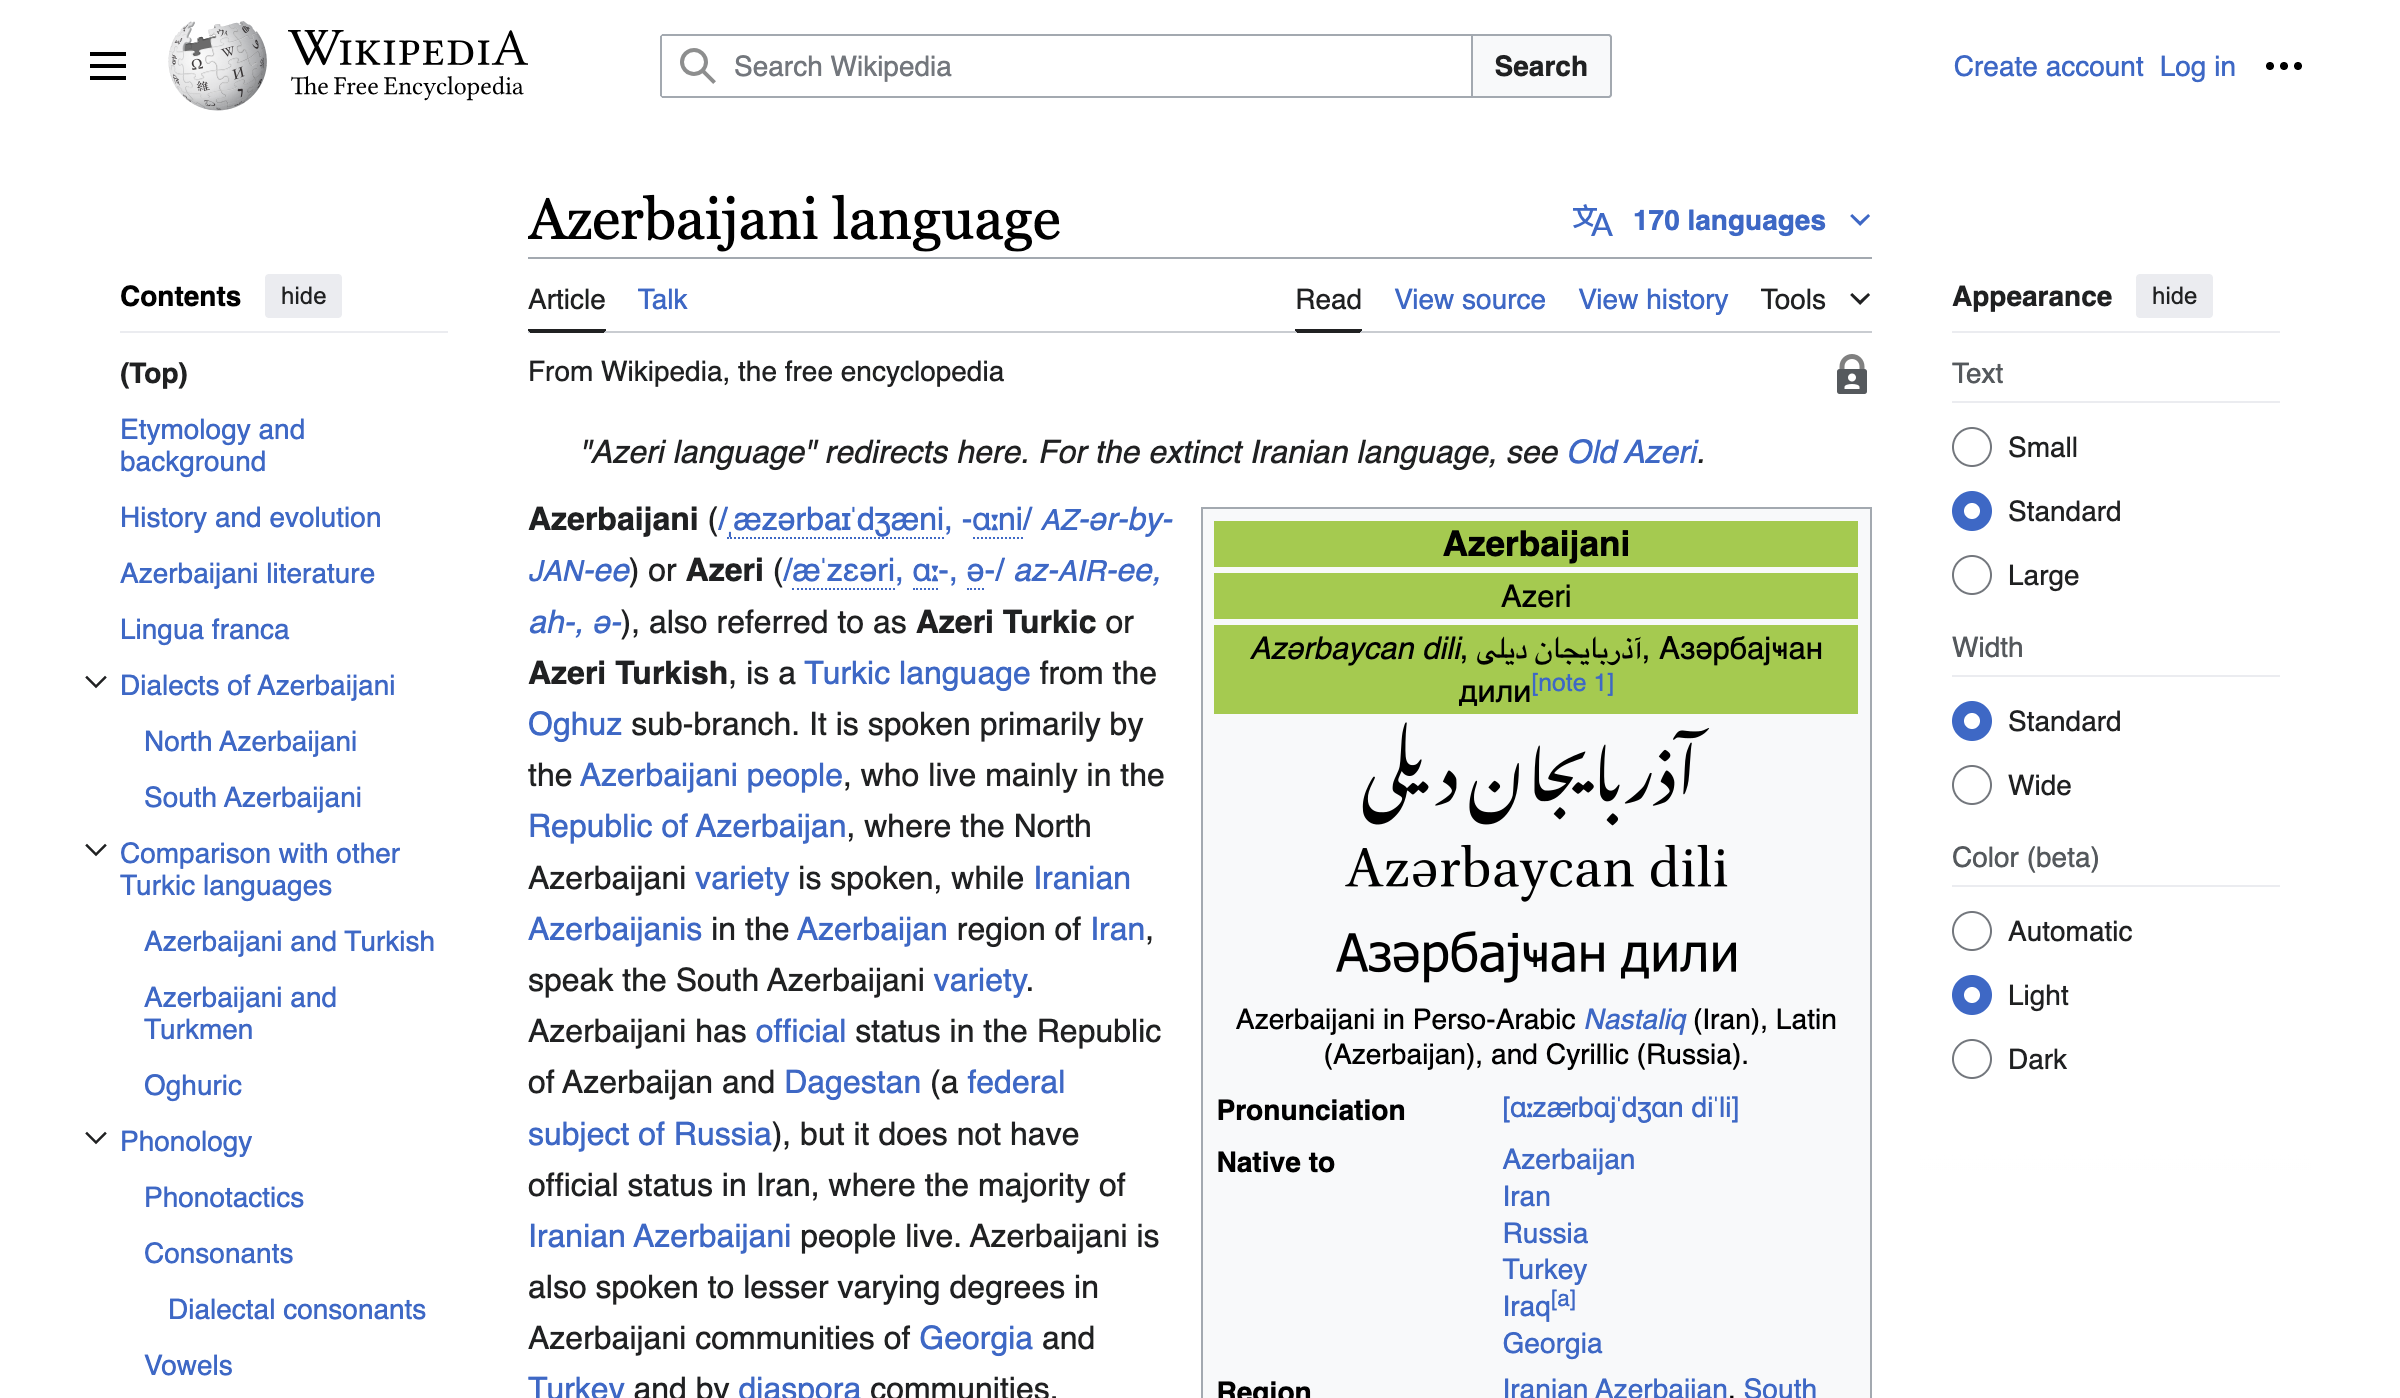 WIKIPEDIA
The Free Encyclopedia
Search Wikipedia
Search
Create account Log in
Azerbaijani language
170 languages
Contents hide
(Top)
Etymology and
background
History and evolution
Azerbaijani literature
Lingua franca
Dialects of Azerbaijani
North Azerbaijani
South Azerbaijani
Comparison with other
Turkic languages
Azerbaijani and Turkish
Azerbaijani and
Turkmen
Oghuric
Phonology
Phonotactics
Consonants
Dialectal consonants
Vowels
Article Talk
Read View source View history Tools
From Wikipedia, the free encyclopedia
"Azeri language" redirects here. For the extinct Iranian language, see Old Azeri.
Azerbaijani (/ˌæzərbaɪˈdʒæni, -ɑːni/ AZ-ər-by-
JAN-ee) or Azeri (/æˈzɛəri, ɑː-, ə-/ az-AIR-ee,
ah-, ə-), also referred to as Azeri Turkic or
Azeri Turkish, is a Turkic language from the
Oghuz sub-branch. It is spoken primarily by
the Azerbaijani people, who live mainly in the
Republic of Azerbaijan, where the North
Azerbaijani variety is spoken, while Iranian
Azerbaijanis in the Azerbaijan region of Iran,
speak the South Azerbaijani variety.
Azerbaijani has official status in the Republic
of Azerbaijan and Dagestan (a federal
subject of Russia), but it does not have
official status in Iran, where the majority of
Iranian Azerbaijani people live. Azerbaijani is
also spoken to lesser varying degrees in
Azerbaijani communities of Georgia and
Turkey and by diaspora communities.
Azerbaijani
Azeri
Azərbaycan dili, آذربایجان دیلی, Азәрбајҹан
дили[note 1]
آذربایجان دیلی
Azərbaycan dili
Азәрбајҹан дили
Azerbaijani in Perso-Arabic Nastaliq (Iran), Latin
(Azerbaijan), and Cyrillic (Russia).
Pronunciation [ɑːzæɾbɑjˈdʒɑn diˈli]
Native to Azerbaijan
Iran
Russia
Turkey
Iraq[a]
Georgia
Region Iranian Azerbaijan, South
Appearance hide
Text
Small
Standard
Large
Width
Standard
Wide
Color (beta)
Automatic
Light
Dark